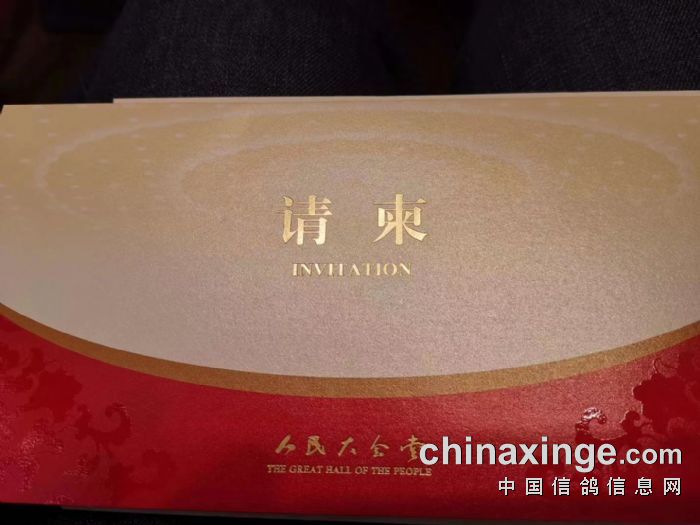 请柬
INVITATION
人民大会堂
THE GREAT HALL OF THE PEOPLE
chinaxinge.com
中国信鸽信息网